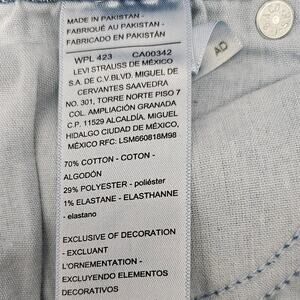 MADE IN PAKISTAN -
FABRIQUÉ AU PAKISTAN -
FABRICADO EN PAKISTÁN
WPL 423 CA00342
LEVI STRAUSS DE MÉXICO
S.A. DE C.V.BLVD. MIGUEL DE
CERVANTES SAAVEDRA
NO. 301, TORRE NORTE PISO 7
COL. AMPLIACIÓN GRANADA
C.P. 11529 ALCALDÍA. MIGUEL
HIDALGO CIUDAD DE MÉXICO,
MÉXICO RFC: LSM660818M98
70% COTTON - COTON -
ALGODÓN
29% POLYESTER - poliéster
1% ELASTANE - ELASTHANNE
- elastano
EXCLUSIVE OF DECORATION
- EXCLUANT
L'ORNEMENTATION -
EXCLUYENDO ELEMENTOS
DECORATIVOS
AD